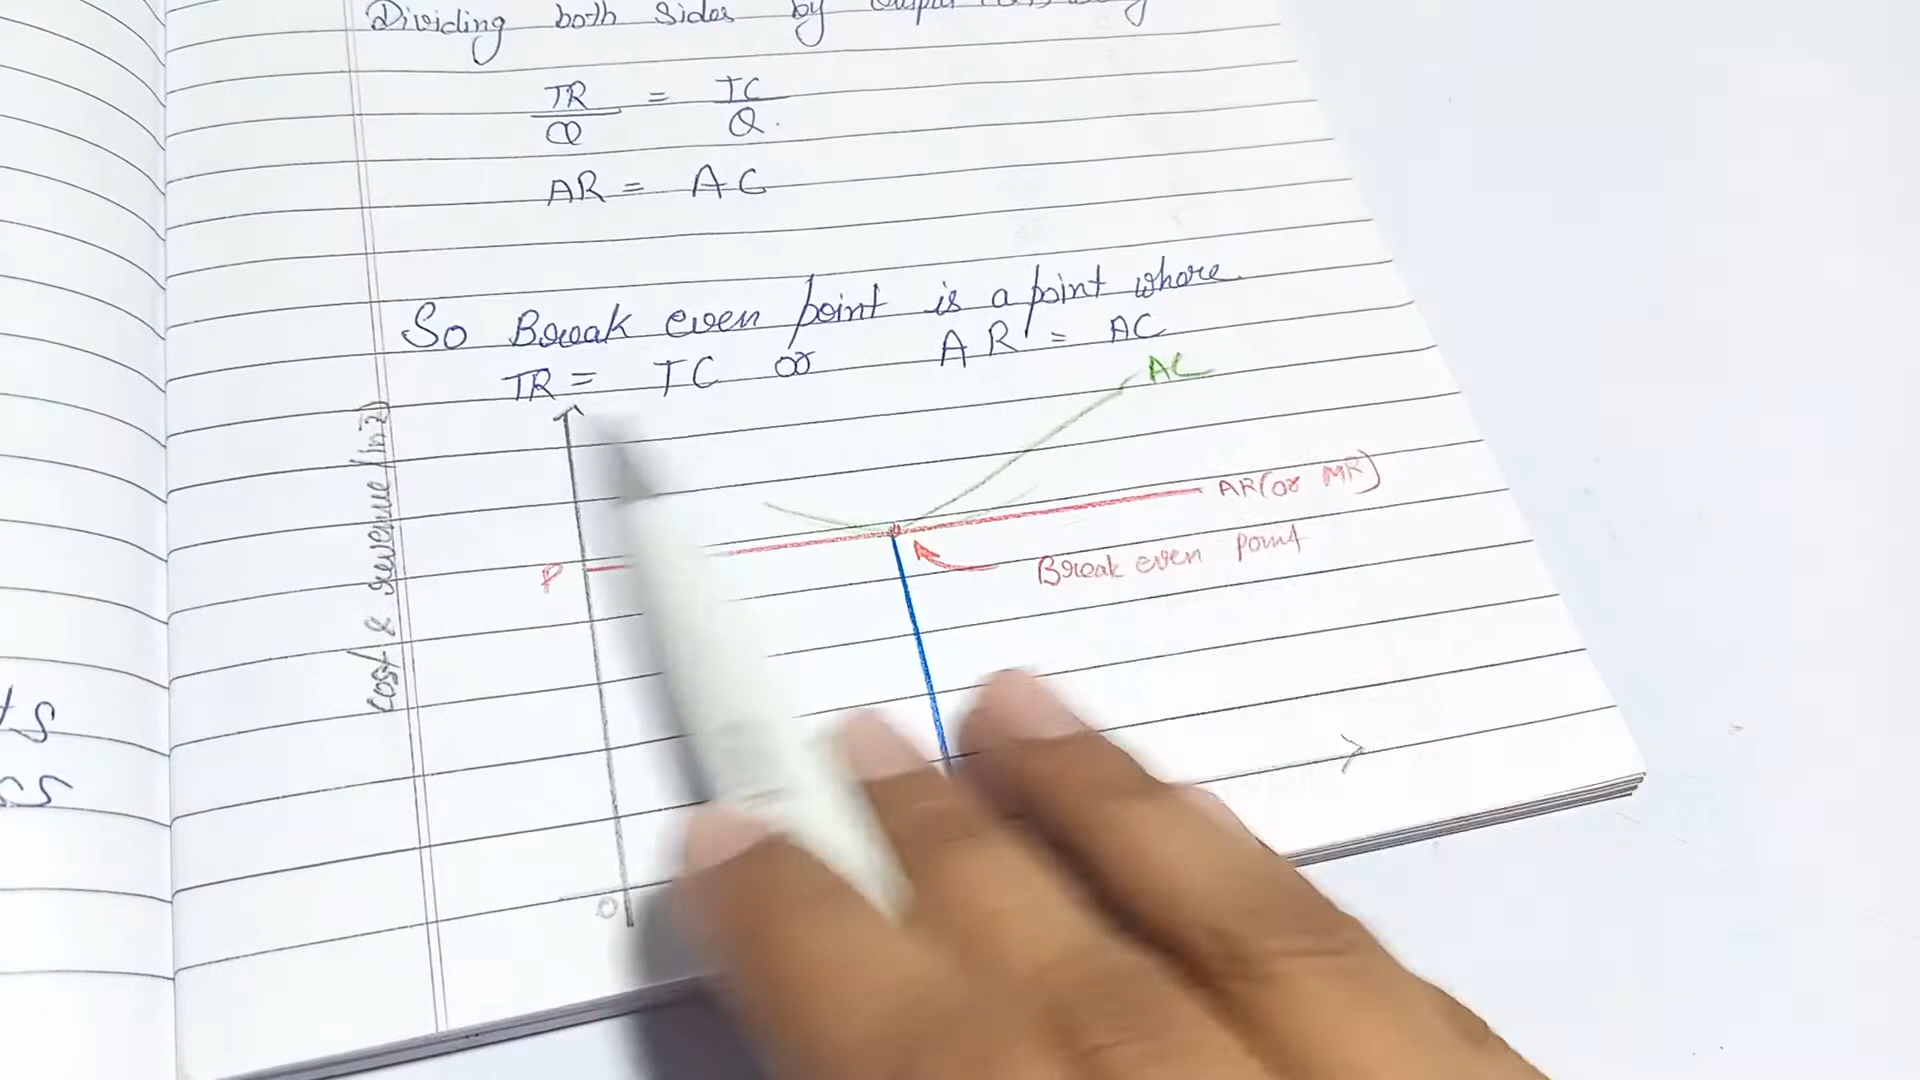 Dividing both sides by
TR = TC
Q Q.
AR = AC
So Break even point is a point where
TR = TC or AR = AC
AC
AR(or MR)
P
Break even point
cost & revenue (in ₹)
O